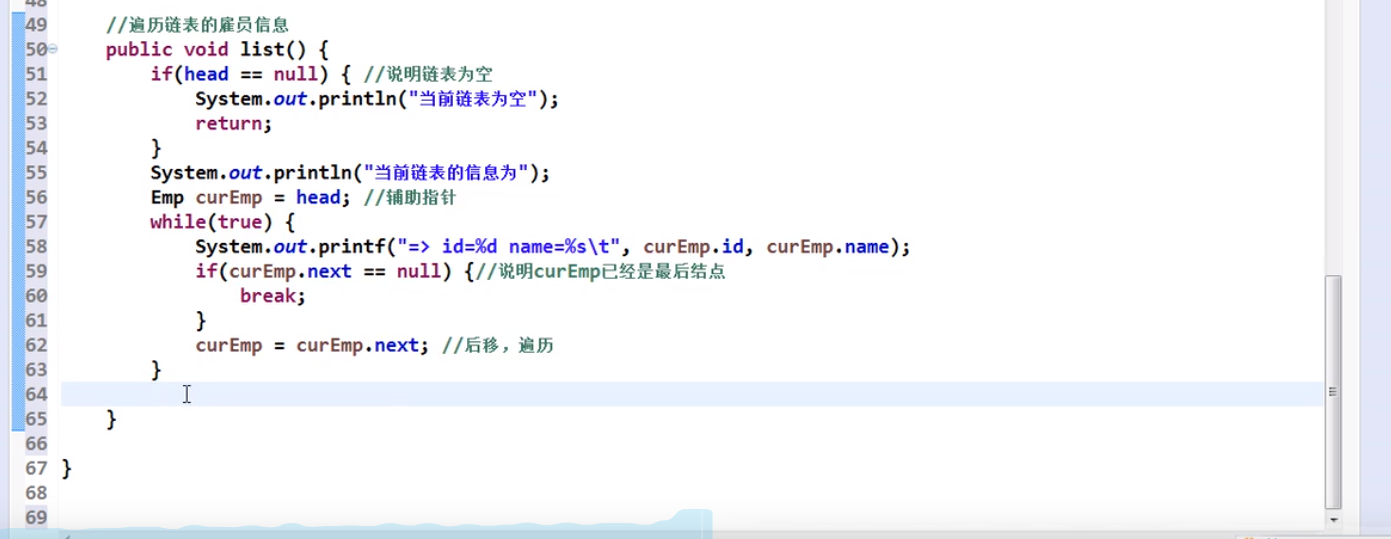 48
49 //遍历链表的雇员信息
50 public void list() {
51 if(head == null) { //说明链表为空
52 System.out.println("当前链表为空");
53 return;
54 }
55 System.out.println("当前链表的信息为");
56 Emp curEmp = head; //辅助指针
57 while(true) {
58 System.out.printf("=> id=%d name=%s\t", curEmp.id, curEmp.name);
59 if(curEmp.next == null) {//说明curEmp已经是最后结点
60 break;
61 }
62 curEmp = curEmp.next; //后移，遍历
63 }
64
65 }
66
67 }
68
69